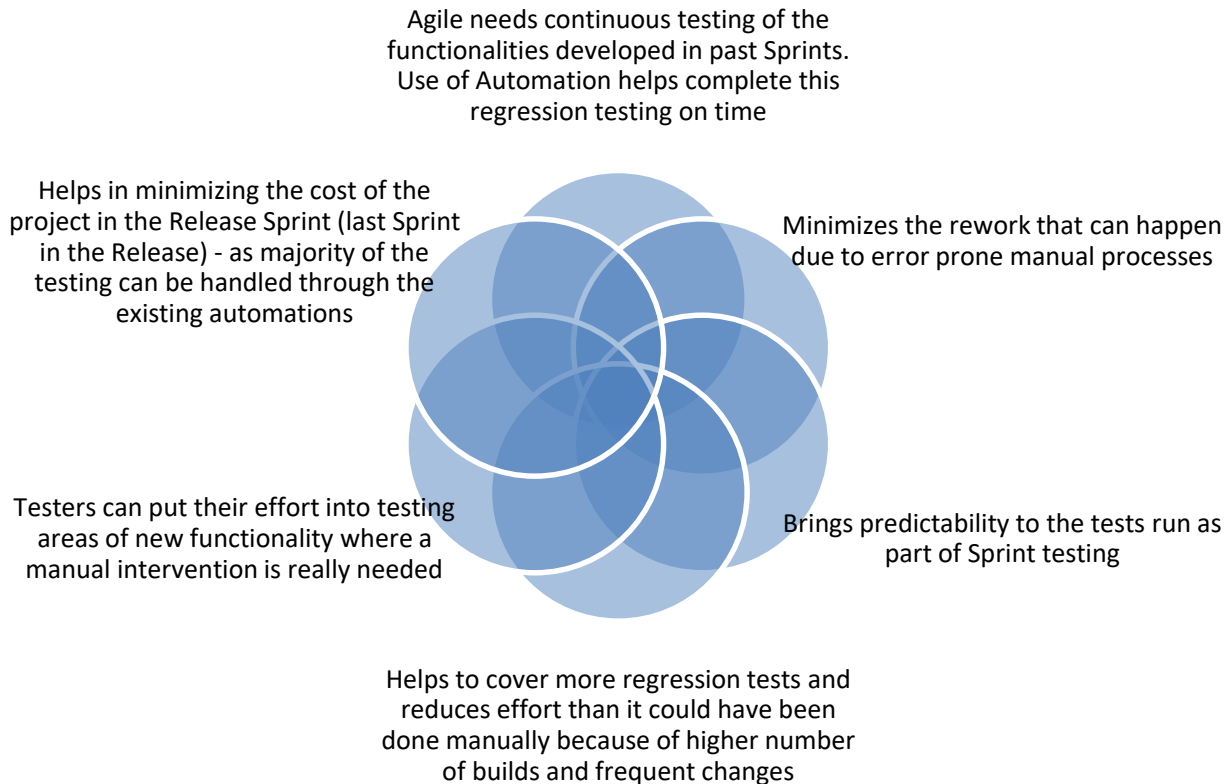 Agile needs continuous testing of the
functionalities developed in past Sprints.
Use of Automation helps complete this
regression testing on time
Minimizes the rework that can happen
due to error prone manual processes
Brings predictability to the tests run as
part of Sprint testing
Helps to cover more regression tests and
reduces effort than it could have been
done manually because of higher number
of builds and frequent changes
Testers can put their effort into testing
areas of new functionality where a
manual intervention is really needed
Helps in minimizing the cost of the
project in the Release Sprint (last Sprint
in the Release) - as majority of the
testing can be handled through the
existing automations